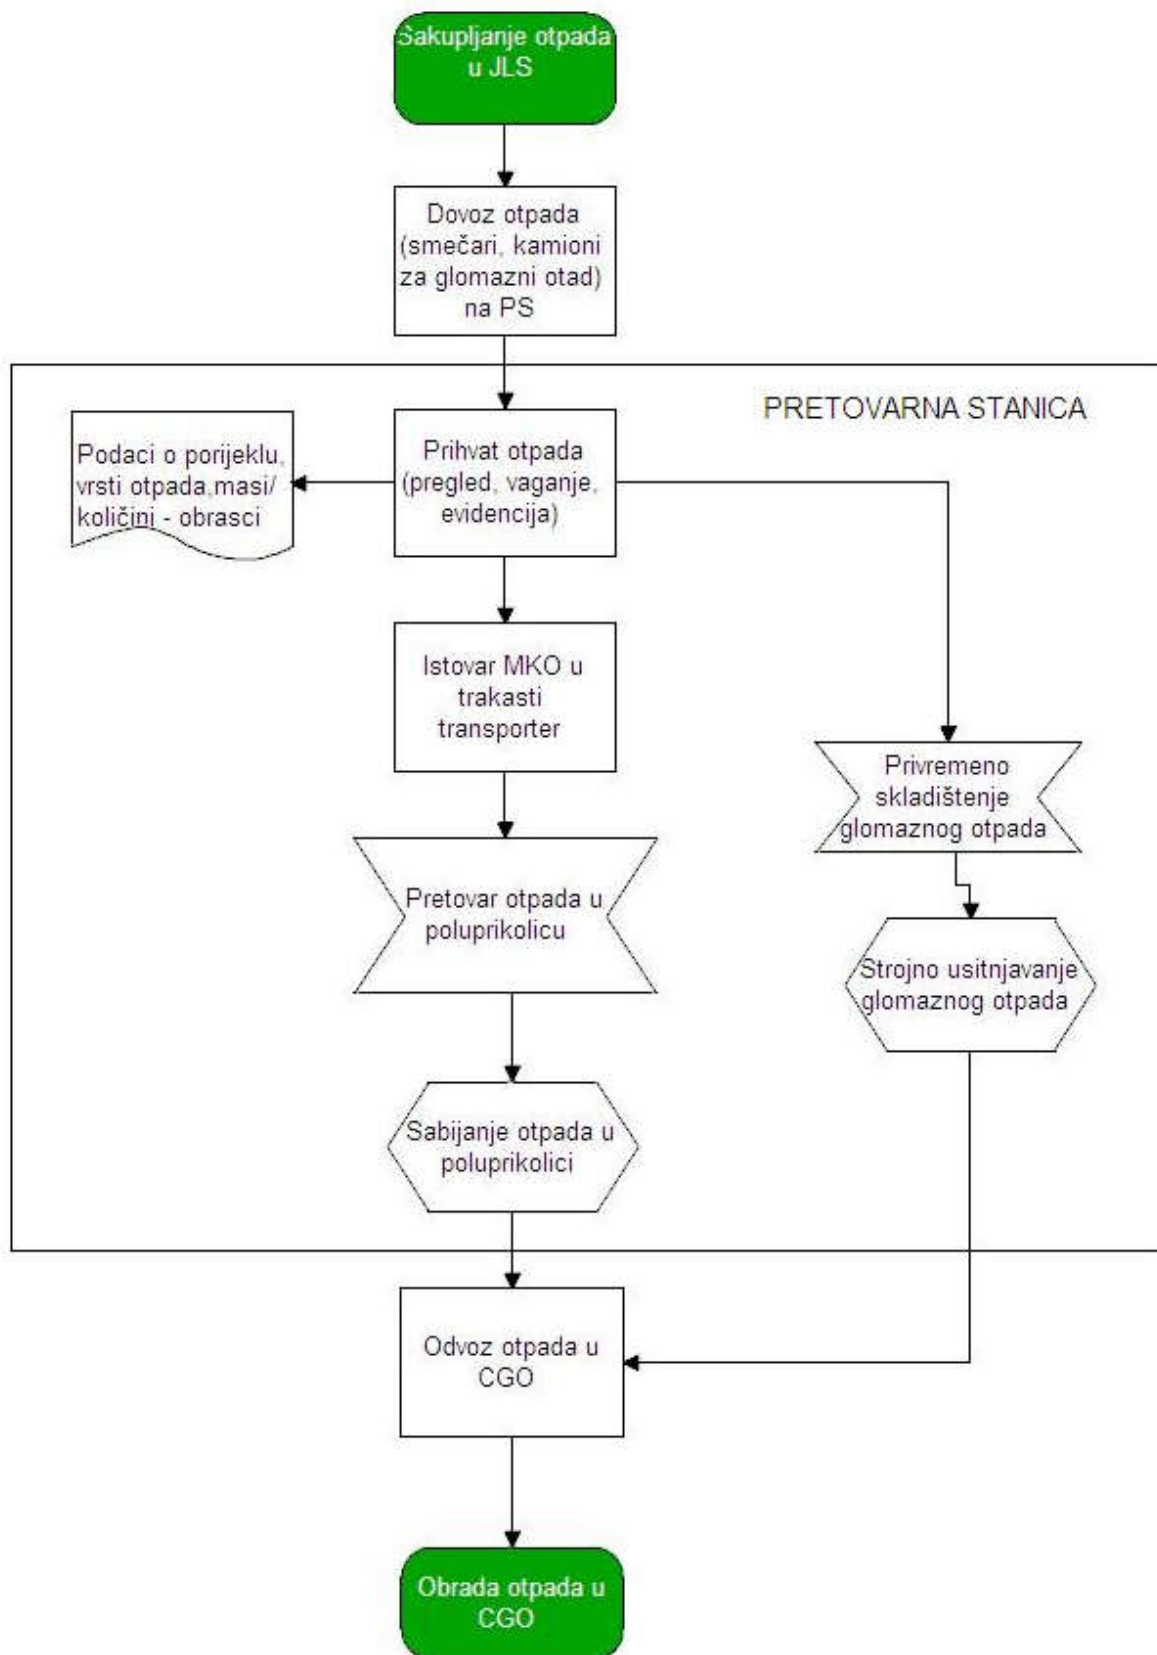 Sakupljanje otpada
u JLS
Dovoz otpada
(smečari, kamioni
za glomazni otad)
na PS
PRETOVARNA STANICA
Podaci o porijeklu,
vrsti otpada,masi/
količini - obrasci
Prihvat otpada
(pregled, vaganje,
evidencija)
Istovar MKO u
trakasti
transporter
Privremeno
skladištenje
glomaznog otpada
Pretovar otpada u
poluprikolicu
Strojno usitnjavanje
glomaznog otpada
Sabijanje otpada u
poluprikolici
Odvoz otpada u
CGO
Obrada otpada u
CGO